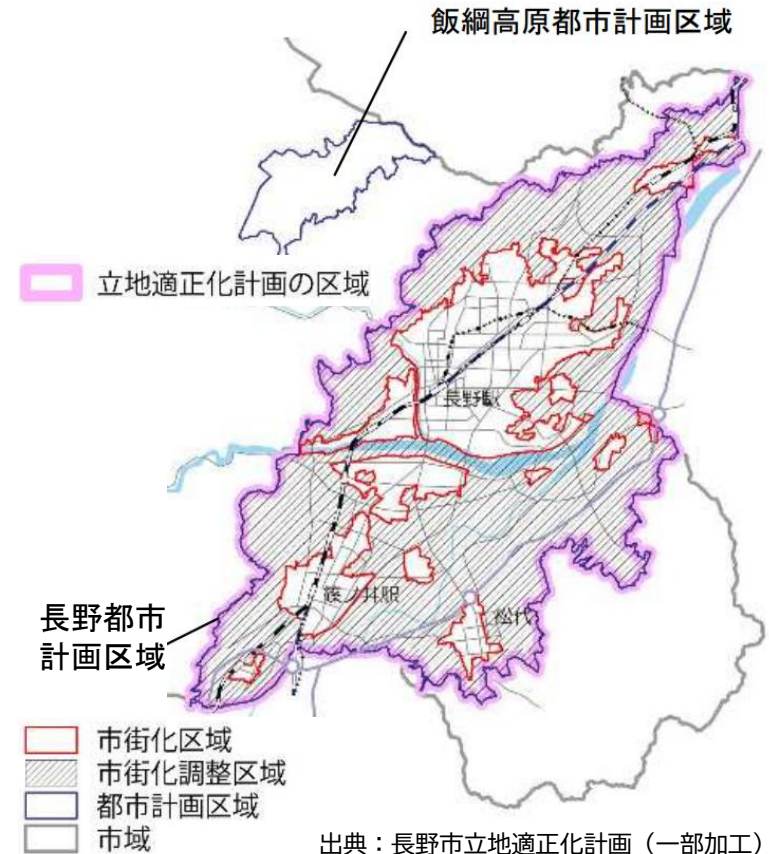 飯綱高原都市計画区域
立地適正化計画の区域
長野駅
篠ノ井駅
松代
長野都市
計画区域
市街化区域
市街化調整区域
都市計画区域
市域
出典：長野市立地適正化計画（一部加工）